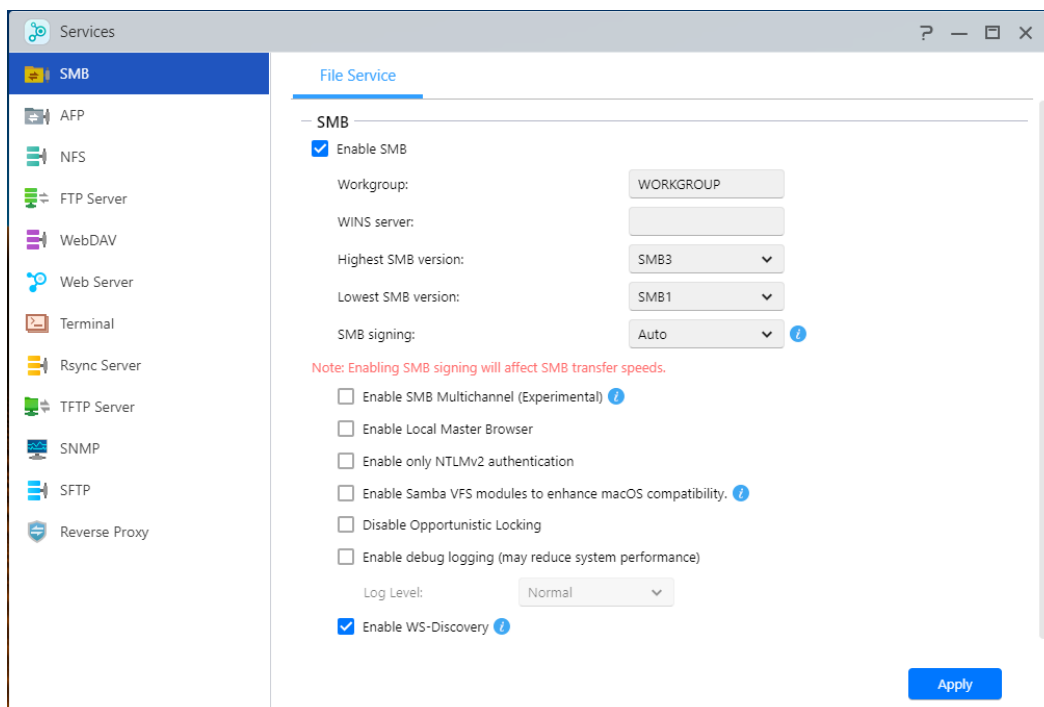 Services
SMB
AFP
NFS
FTP Server
WebDAV
Web Server
Terminal
Rsync Server
TFTP Server
SNMP
SFTP
Reverse Proxy
File Service
SMB
Enable SMB
Workgroup: WORKGROUP
WINS server:
Highest SMB version: SMB3
Lowest SMB version: SMB1
SMB signing: Auto
Note: Enabling SMB signing will affect SMB transfer speeds.
Enable SMB Multichannel (Experimental)
Enable Local Master Browser
Enable only NTLMv2 authentication
Enable Samba VFS modules to enhance macOS compatibility.
Disable Opportunistic Locking
Enable debug logging (may reduce system performance)
Log Level: Normal
Enable WS-Discovery
Apply